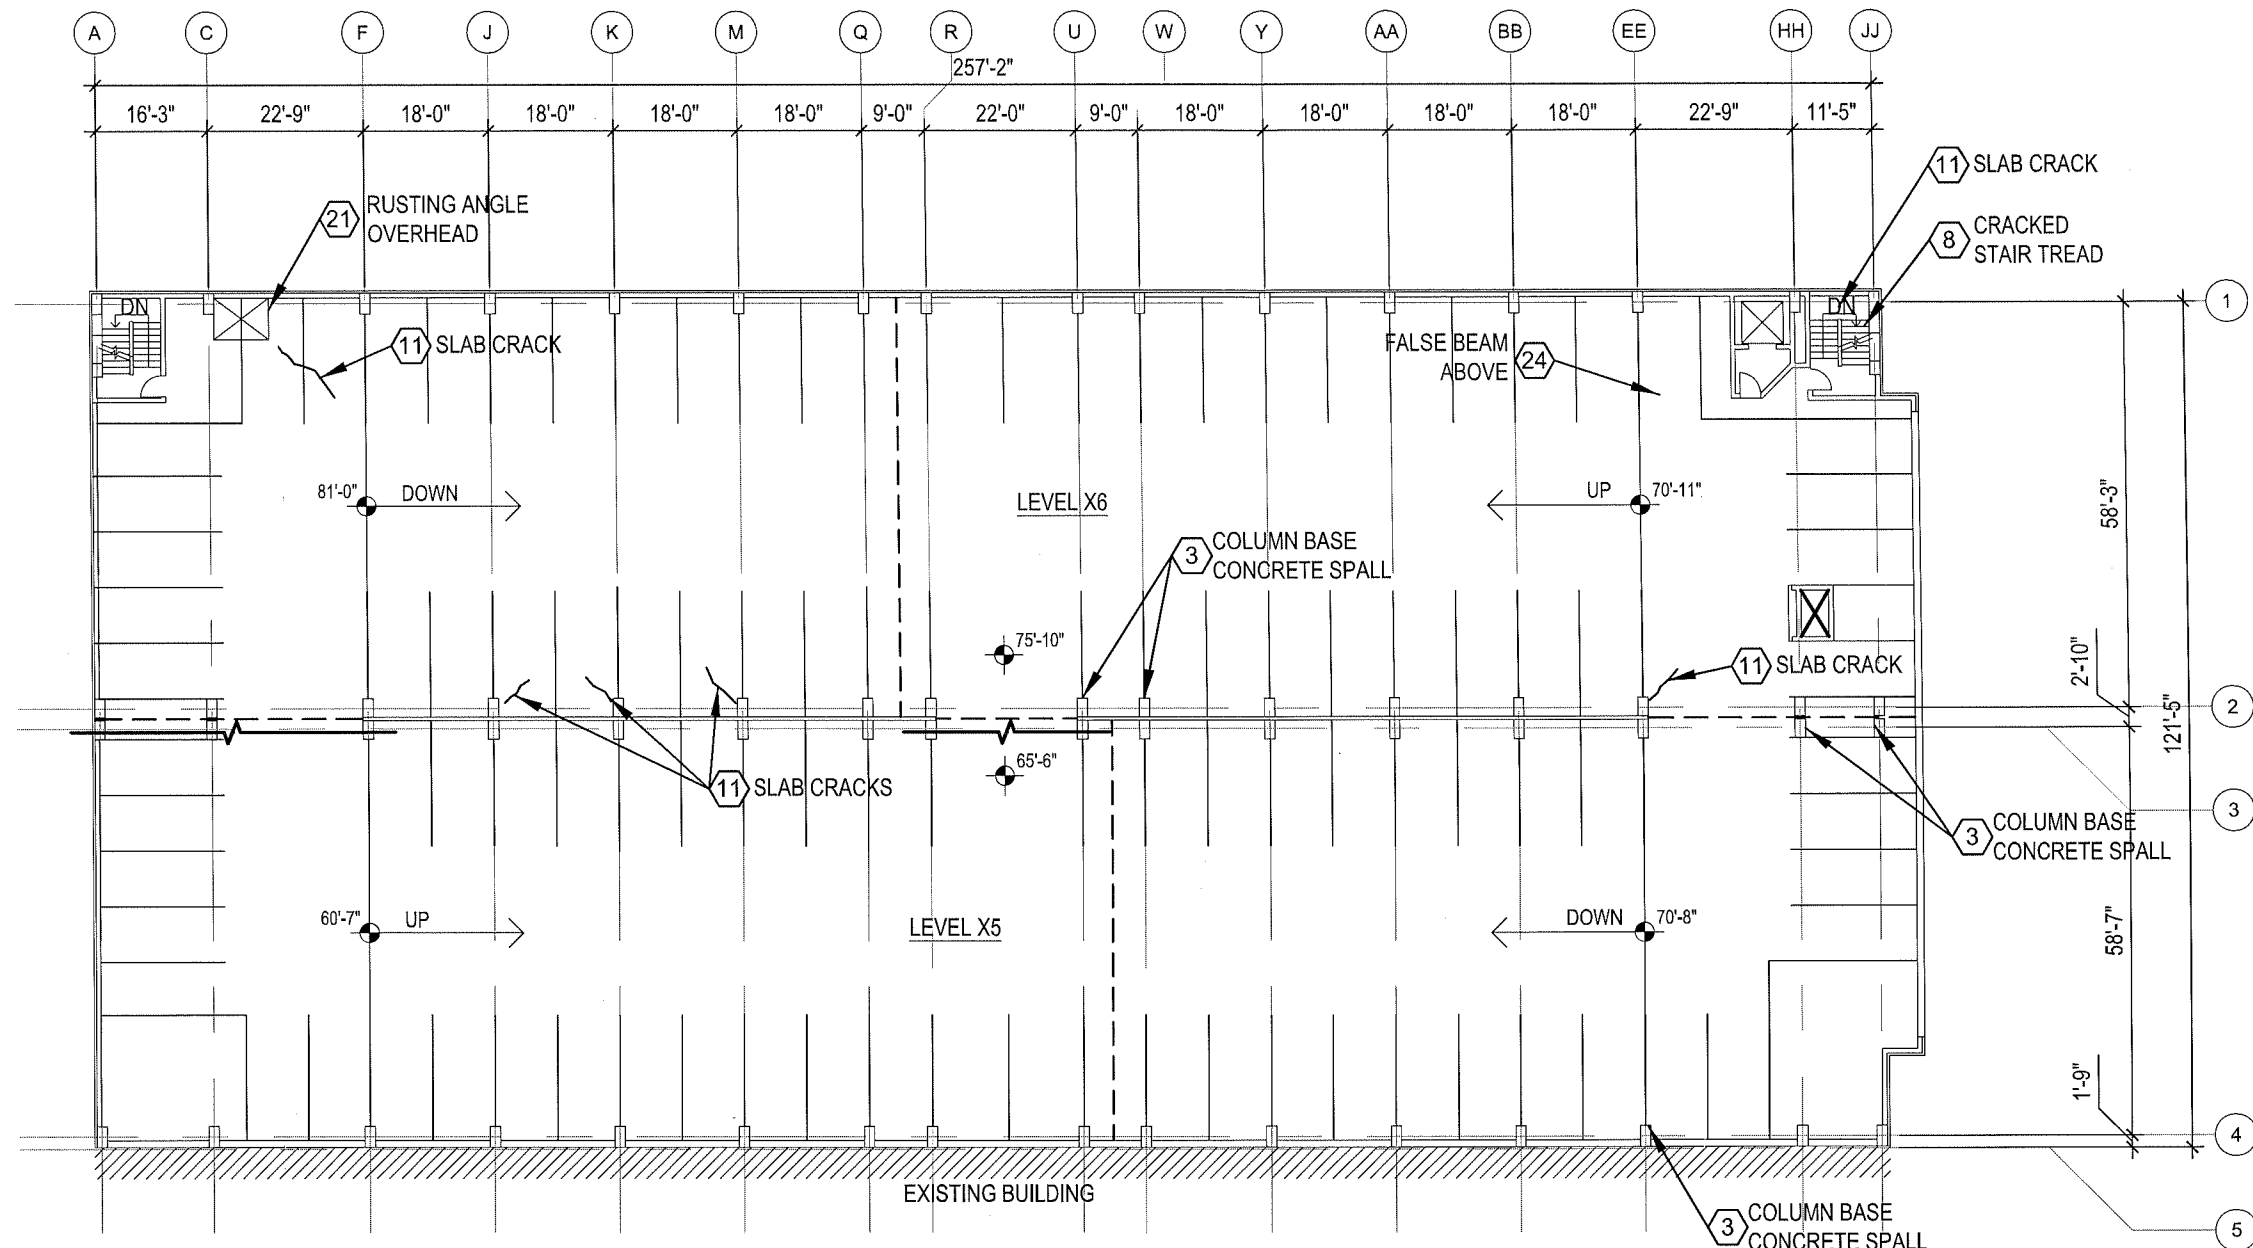 A C F J K M Q R U W Y AA BB EE HH JJ
257'-2"
16'-3" 22'-9" 18'-0" 18'-0" 18'-0" 18'-0" 9'-0" 22'-0" 9'-0" 18'-0" 18'-0" 18'-0" 18'-0" 22'-9" 11'-5"
11 SLAB CRACK
21 RUSTING ANGLE
OVERHEAD
8 CRACKED
STAIR TREAD
DN
DN
1
11 SLAB CRACK
FALSE BEAM
ABOVE 24
81'-0" DOWN
LEVEL X6
UP 70'-11"
58'-3"
3 COLUMN BASE
CONCRETE SPALL
75'-10"
11 SLAB CRACK
2'-10"
2
121'-5"
65'-6"
11 SLAB CRACKS
3
3 COLUMN BASE
CONCRETE SPALL
60'-7" UP
LEVEL X5
DOWN 70'-8"
58'-7"
1'-9"
4
EXISTING BUILDING
3 COLUMN BASE
CONCRETE SPALL
5